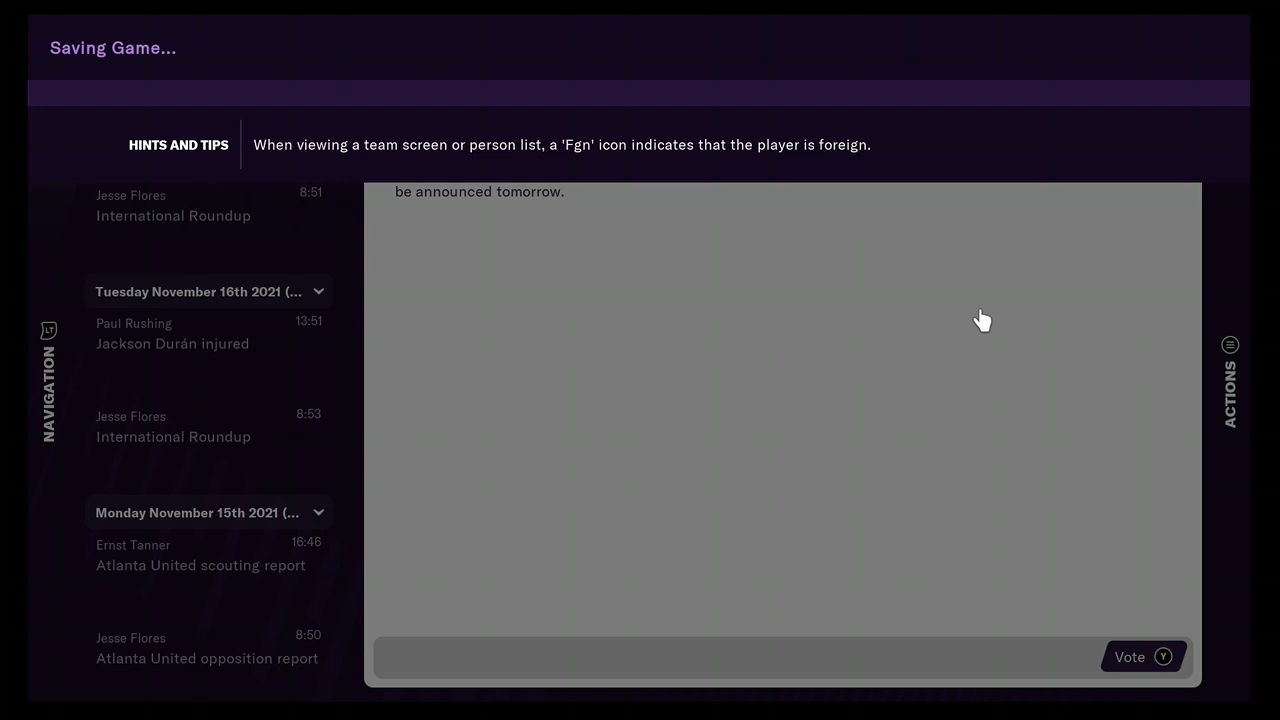 Saving Game...
HINTS AND TIPS
When viewing a team screen or person list, a 'Fgn' icon indicates that the player is foreign.
be announced tomorrow.
Jesse Flores 8:51
International Roundup
Tuesday November 16th 2021 (...
Paul Rushing 13:51
Jackson Durán injured
Jesse Flores 8:53
International Roundup
Monday November 15th 2021 (...
Ernst Tanner 16:46
Atlanta United scouting report
Jesse Flores 8:50
Atlanta United opposition report
LT
NAVIGATION
ACTIONS
Vote Y